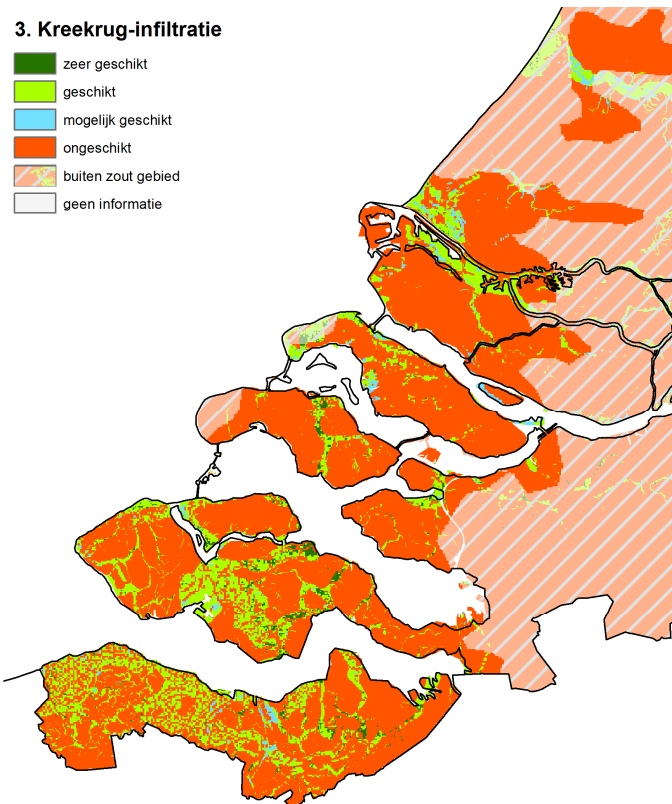 3. Kreekrug-infiltratie
zeer geschikt
geschikt
mogelijk geschikt
ongeschikt
buiten zout gebied
geen informatie